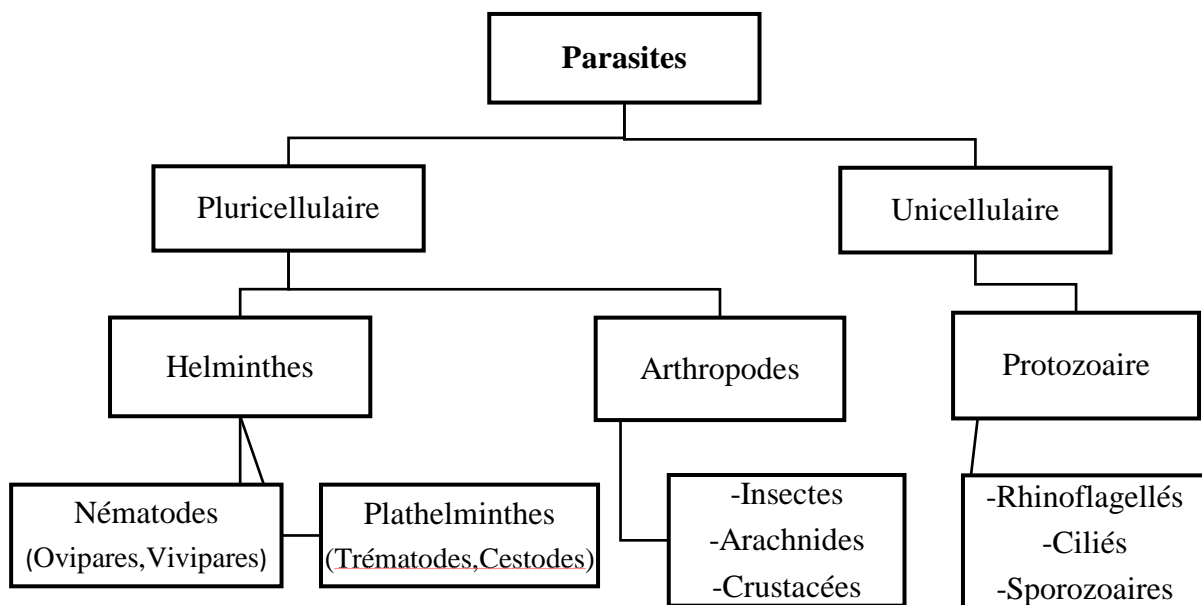 Parasites
Pluricellulaire
Unicellulaire
Helminthes
Arthropodes
Protozoaire
Nématodes
(Ovipares,Vivipares)
Plathelminthes
(Trématodes,Cestodes)
-Insectes
-Arachnides
-Crustacées
-Rhinoflagellés
-Ciliés
-Sporozoaires